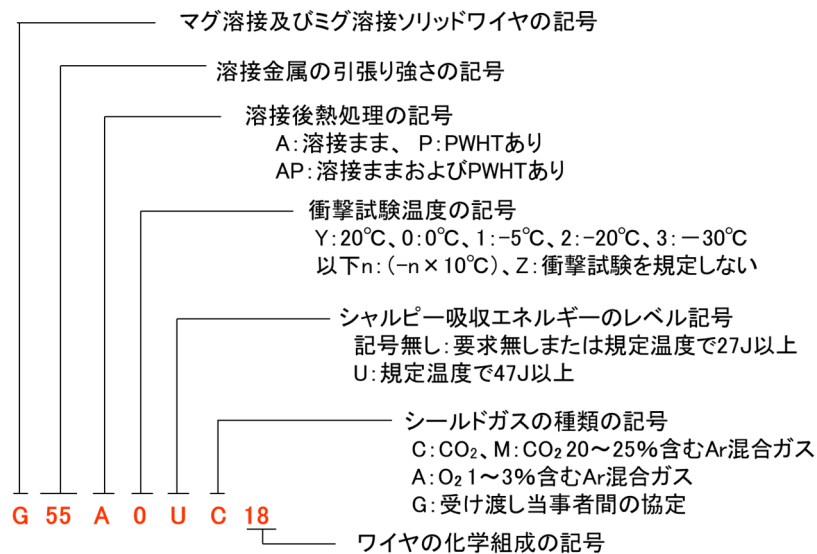 マグ溶接及びミグ溶接ソリッドワイヤの記号
溶接金属の引張り強さの記号
溶接後熱処理の記号
A:溶接まま、 P:PWHTあり
AP:溶接ままおよびPWHTあり
衝撃試験温度の記号
Y:20℃、0:0℃、1:-5℃、2:-20℃、3:-30℃
以下n:(-n×10℃)、Z:衝撃試験を規定しない
シャルピー吸収エネルギーのレベル記号
記号無し:要求無しまたは規定温度で27J以上
U:規定温度で47J以上
シールドガスの種類の記号
C:CO₂、M:CO₂ 20～25%含むAr混合ガス
A:O₂ 1～3%含むAr混合ガス
G:受け渡し当事者間の協定
G 55 A 0 U C 18
ワイヤの化学組成の記号